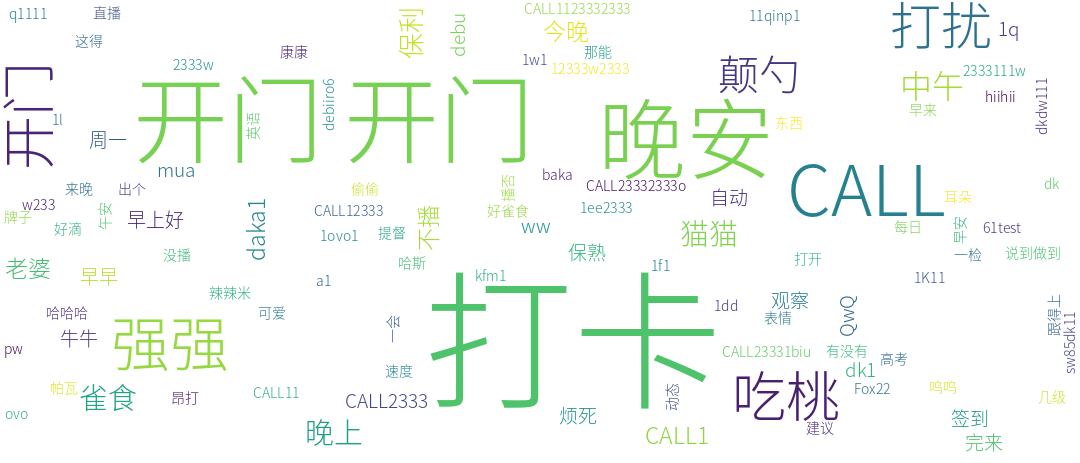 q1111
直播
这得
2333w
康康
保利
debu
CALL1123332333
今晚
那能
1w1
12333w2333
11qinp1
打扰
1q
颠勺
中午
2333111w
hiihii
早来
dkdw111
开门
1l
周一
开门
英语
debiiro6
开门
晚安
东西
mua
baka
CALL23332333o
自动
CALL
耳朵
dk
来晚
出个
w233
牌子
好滴
午安
早上好
daka1
偷偷
CALL12333
1ovo1
提督
不播
播否
好雀食
ww
1ee2333
猫猫
每日
早安
61test
一检
说到做到
没播
老婆
早早
辣辣米
a1
哈斯
kfm1
保熟
1f1
打开
1K11
哈哈哈
牛牛
强强
可爱
一会
打卡
1dd
观察
表情
QwQ
跟得上
sw85dk11
pw
速度
CALL23331biu
有没有
高考
dk1
帕瓦
雀食
昂打
CALL11
CALL2333
动态
吃桃
Fox22
呜呜
几级
ovo
晚上
烦死
CALL1
建议
签到
完来